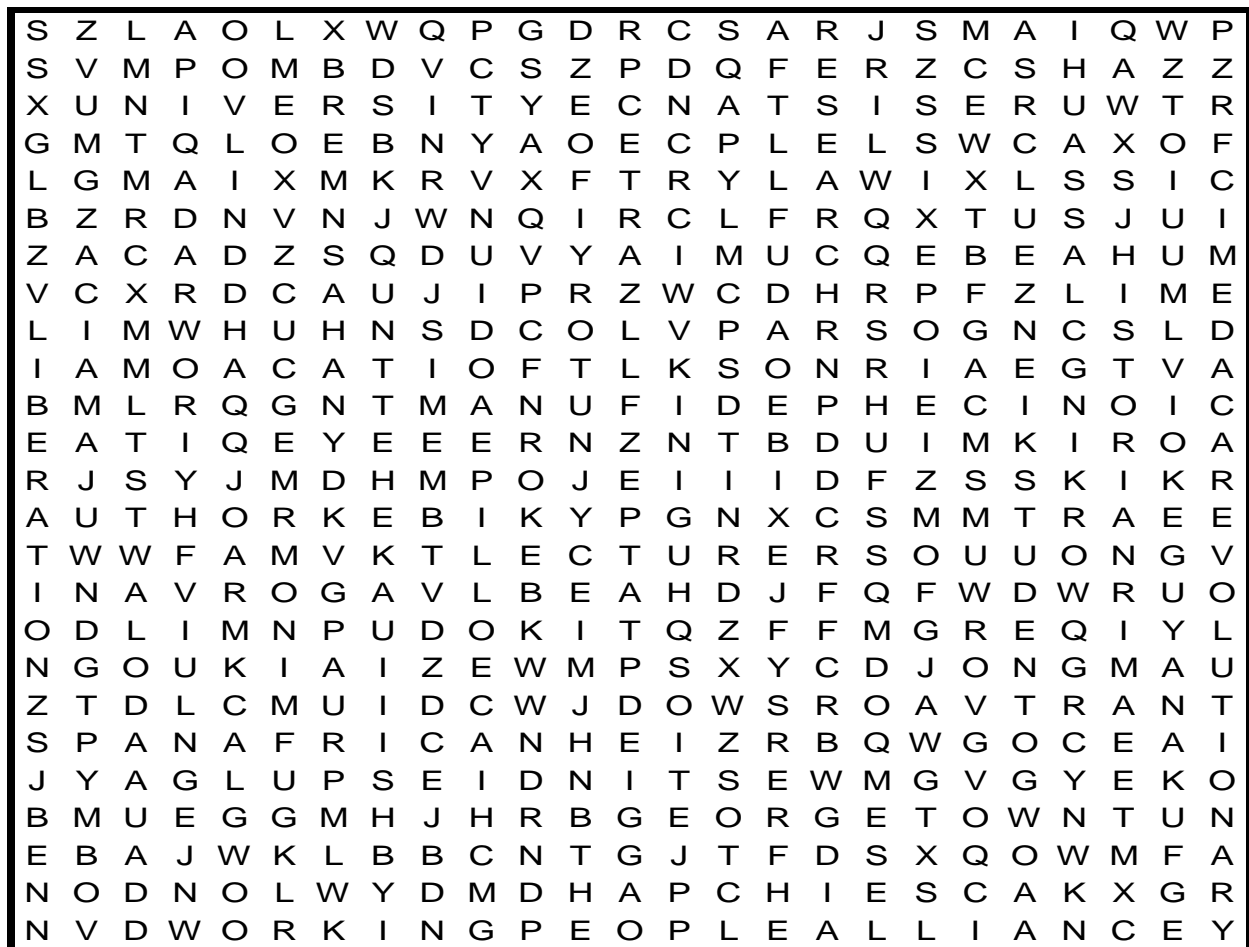 S Z L A O L X W Q P G D R C S A R J S M A I Q W P
S V M P O M B D V C S Z P D Q F E R Z C S H A Z Z
X U N I V E R S I T Y E C N A T S I S E R U W T R
G M T Q L O E B N Y A O E C P L E L S W C A X O F
L G M A I X M K R V X F T R Y L A W I X L S S I C
B Z R D N V N J W N Q I R C L F R Q X T U S J U I
Z A C A D Z S Q D U V Y A I M U C Q E B E A H U M
V C X R D C A U J I P R Z W C D H R P F Z L I M E
L I M W H U H N S D C O L V P A R S O G N C S L D
I A M O A C A T I O F T L K S O N R I A E G T V A
B M L R Q G N T M A N U F I D E P H E C I N O I C
E A T I Q E Y E E E R N Z N T B D U I M K I R O A
R J S Y J M D H M P O J E I I I D F Z S S K I K R
A U T H O R K E B I K Y P G N X C S M M T R A E E
T W W F A M V K T L E C T U R E R S O U U O N G V
I N A V R O G A V L B E A H D J F Q F W D W R U O
O D L I M N P U D O K I T Q Z F F M G R E Q I Y L
N G O U K I A I Z E W M P S X Y C D J O N G M A U
Z T D L C M U I D C W J D O W S R O A V T R A N T
S P A N A F R I C A N H E I Z R B Q W G O C E A I
J Y A G L U P S E I D N I T S E W M G V G Y E K O
B M U E G G M H J H R B G E O R G E T O W N T U N
E B A J W K L B B C N T G J T F D S X Q O W M F A
N O D N O L W Y D M D H A P C H I E S C A K X G R
N V D W O R K I N G P E O P L E A L L I A N C E Y